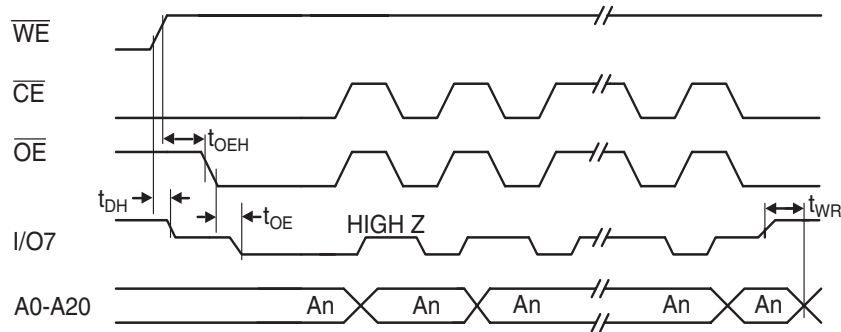 WE
CE
OE
tOEH
tDH
tOE
I/O7
HIGH Z
tWR
A0-A20 An An An An An